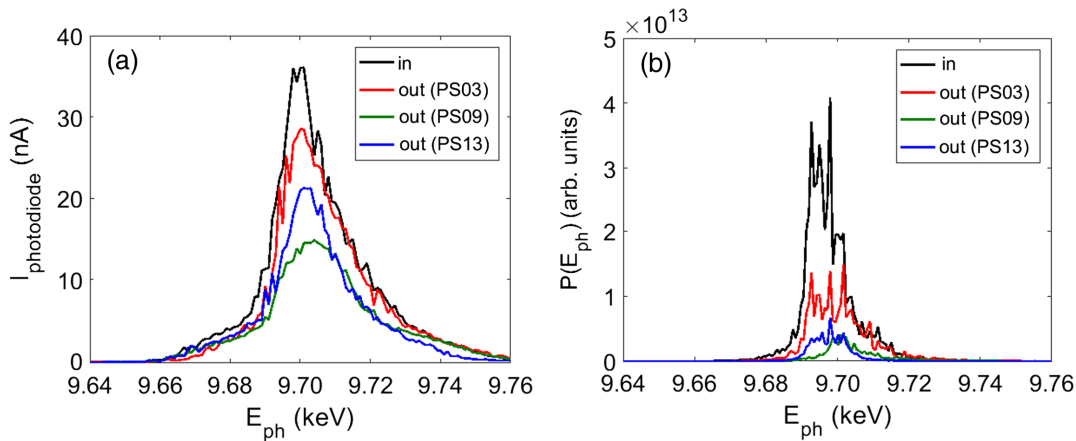 (a)
in
out (PS03)
out (PS09)
out (PS13)
I_photodiode (nA)
40
30
20
10
0
9.64 9.66 9.68 9.70 9.72 9.74 9.76
E_ph (keV)
×10^13
(b)
in
out (PS03)
out (PS09)
out (PS13)
P(E_ph) (arb. units)
5
4
3
2
1
0
9.64 9.66 9.68 9.70 9.72 9.74 9.76
E_ph (keV)